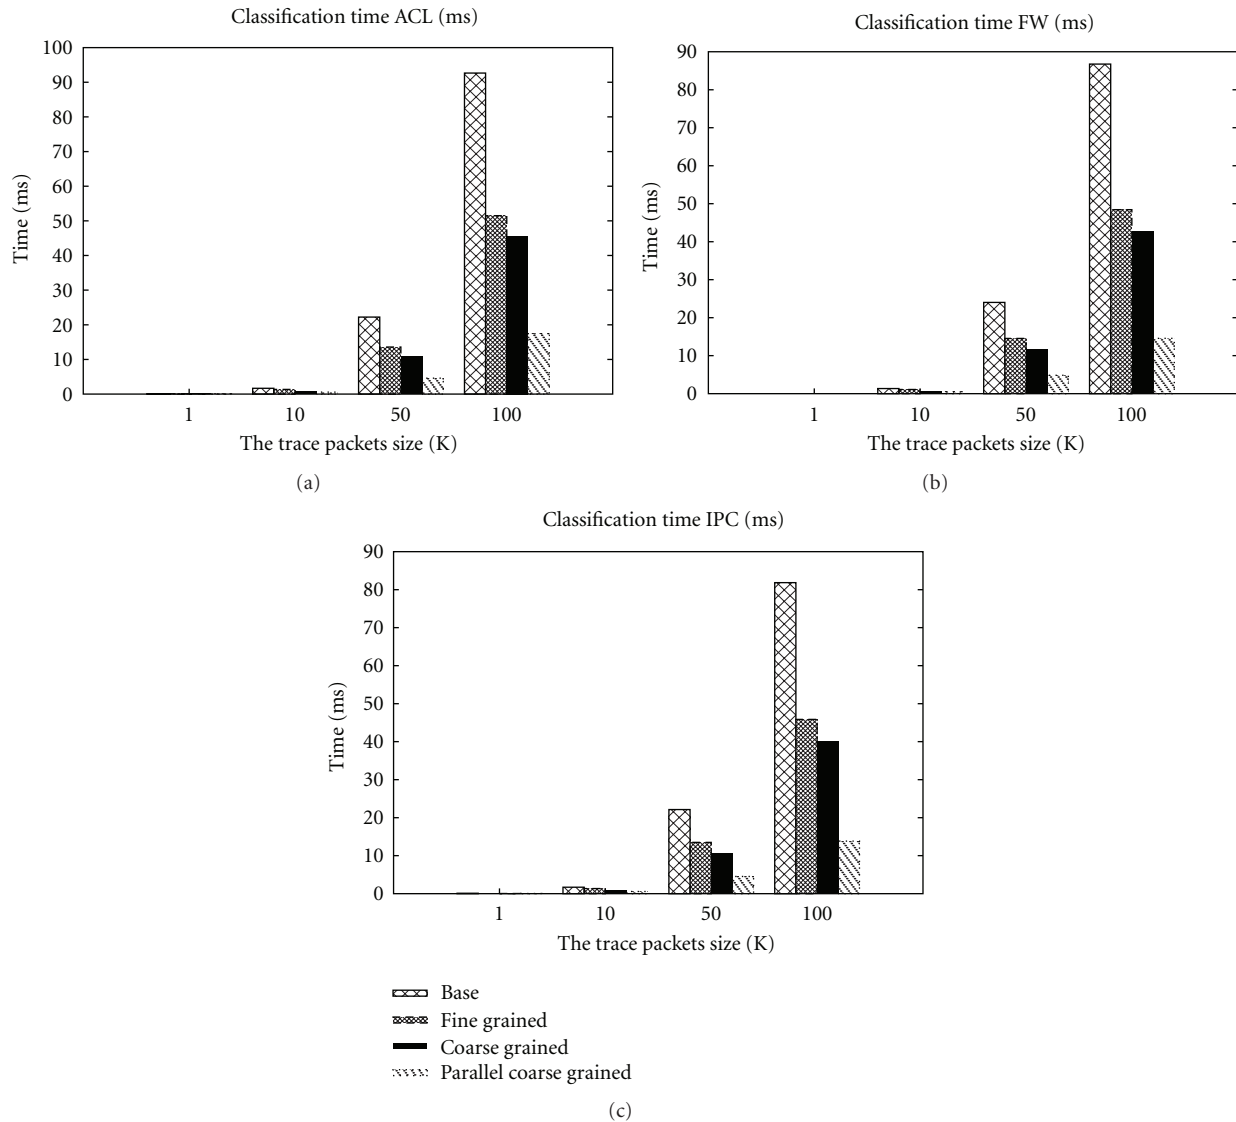 Classification time ACL (ms)
100
90
80
70
60
50
40
30
20
10
0
Time (ms)
1 10 50 100
The trace packets size (K)
(a)
Classification time FW (ms)
90
80
70
60
50
40
30
20
10
0
Time (ms)
1 10 50 100
The trace packets size (K)
(b)
Classification time IPC (ms)
90
80
70
60
50
40
30
20
10
0
Time (ms)
1 10 50 100
The trace packets size (K)
Base
Fine grained
Coarse grained
Parallel coarse grained
(c)